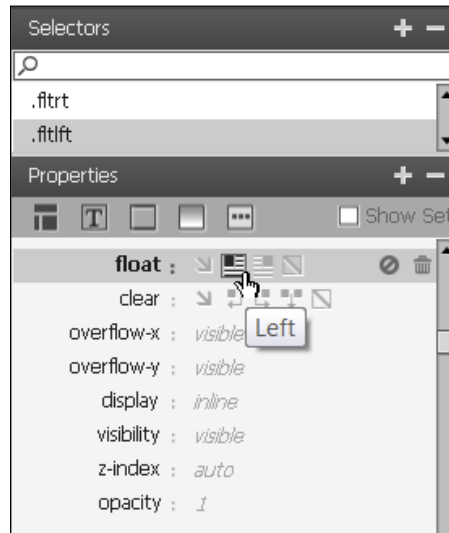 Selectors
.fltrt
.fltlft
Properties
T Show Set
float :
clear :
Left
overflow-x : visible
overflow-y : visible
display : inline
visibility : visible
z-index : auto
opacity : 1